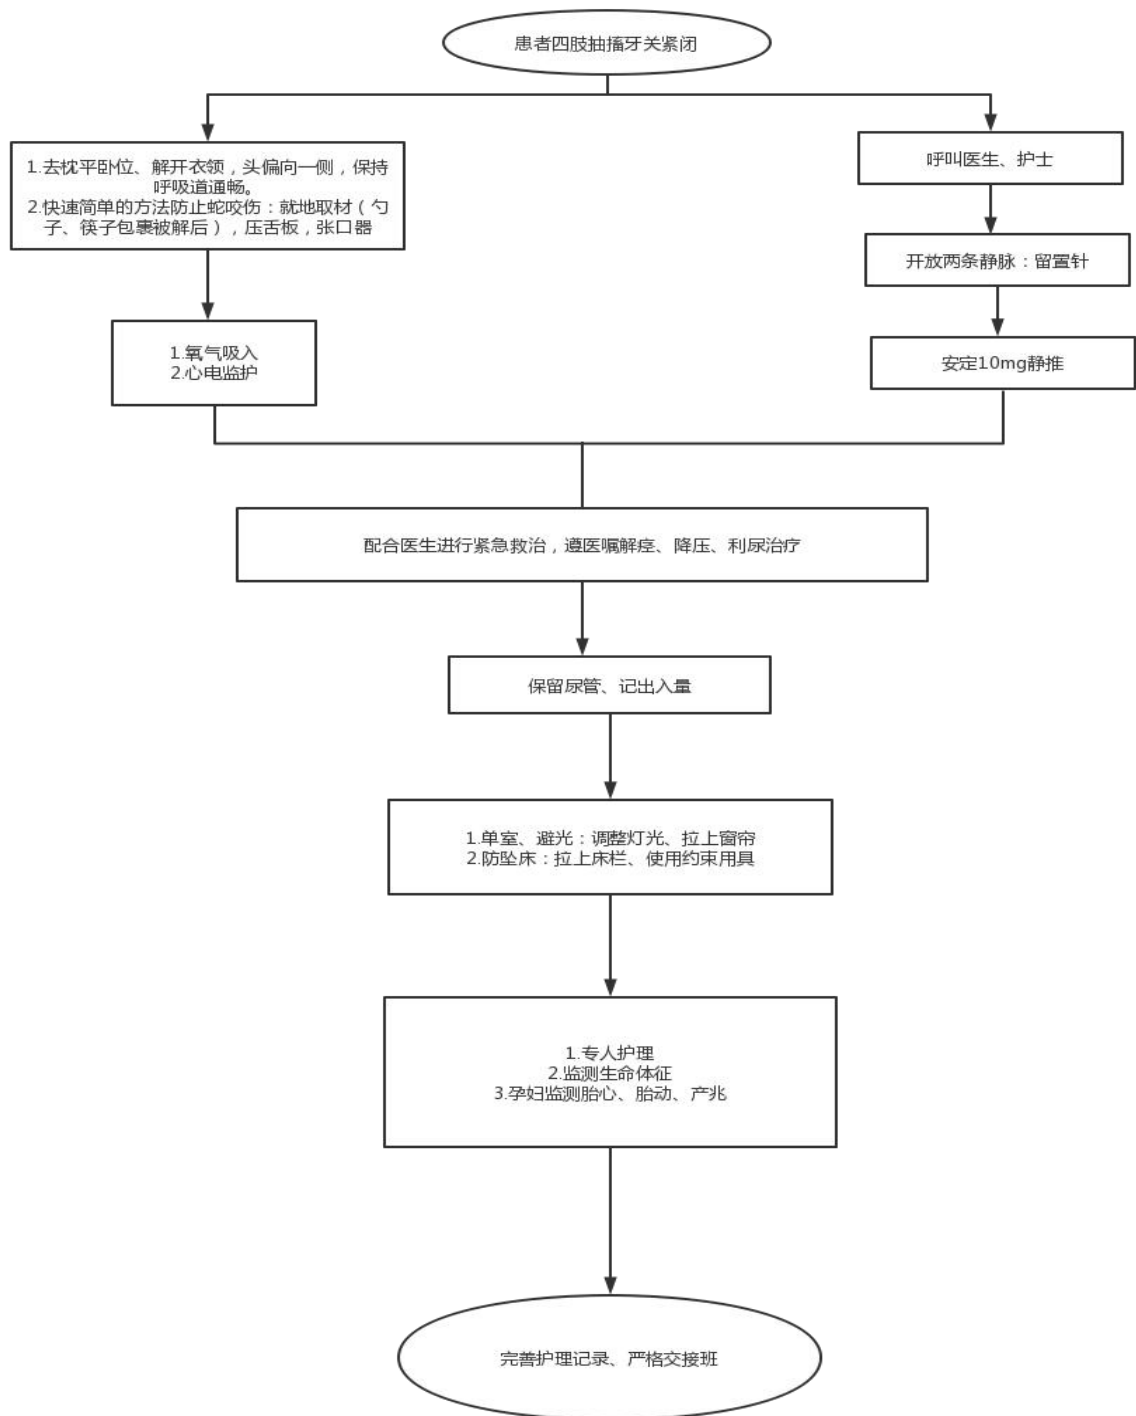 患者四肢抽搐牙关紧闭
1.去枕平卧位、解开衣领，头偏向一侧，保持
呼吸道通畅。
2.快速简单的方法防止蛇咬伤：就地取材（勺
子、筷子包裹被解后），压舌板，张口器
呼叫医生、护士
开放两条静脉：留置针
1.氧气吸入
2.心电监护
安定10mg静推
配合医生进行紧急救治，遵医嘱解痉、降压、利尿治疗
保留尿管、记出入量
1.单室、避光：调整灯光、拉上窗帘
2.防坠床：拉上床栏、使用约束用具
1.专人护理
2.监测生命体征
3.孕妇监测胎心、胎动、产兆
完善护理记录、严格交接班